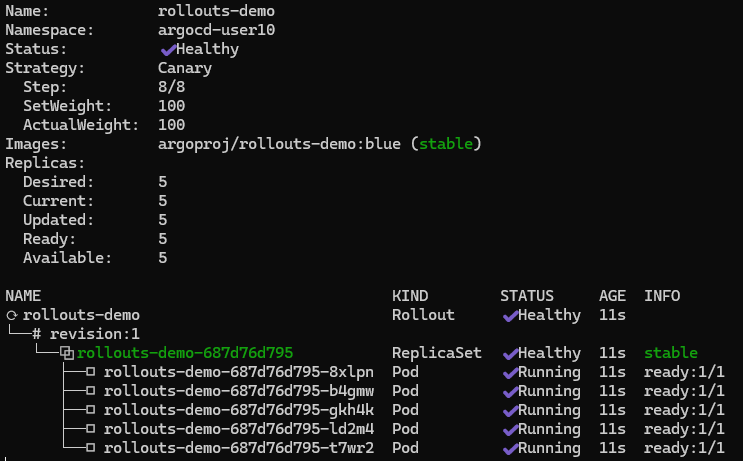 Name: rollouts-demo
Namespace: argocd-user10
Status: ✔Healthy
Strategy: Canary
Step: 8/8
SetWeight: 100
ActualWeight: 100
Images: argoproj/rollouts-demo:blue (stable)
Replicas:
Desired: 5
Current: 5
Updated: 5
Ready: 5
Available: 5
NAME KIND STATUS AGE INFO
⟳ rollouts-demo Rollout ✔Healthy 11s
└──# revision:1
└──⧉rollouts-demo-687d76d795 ReplicaSet ✔Healthy 11s stable
├──□ rollouts-demo-687d76d795-8xlpn Pod ✔Running 11s ready:1/1
├──□ rollouts-demo-687d76d795-b4gmw Pod ✔Running 11s ready:1/1
├──□ rollouts-demo-687d76d795-gkh4k Pod ✔Running 11s ready:1/1
├──□ rollouts-demo-687d76d795-ld2m4 Pod ✔Running 11s ready:1/1
└──□ rollouts-demo-687d76d795-t7wr2 Pod ✔Running 11s ready:1/1